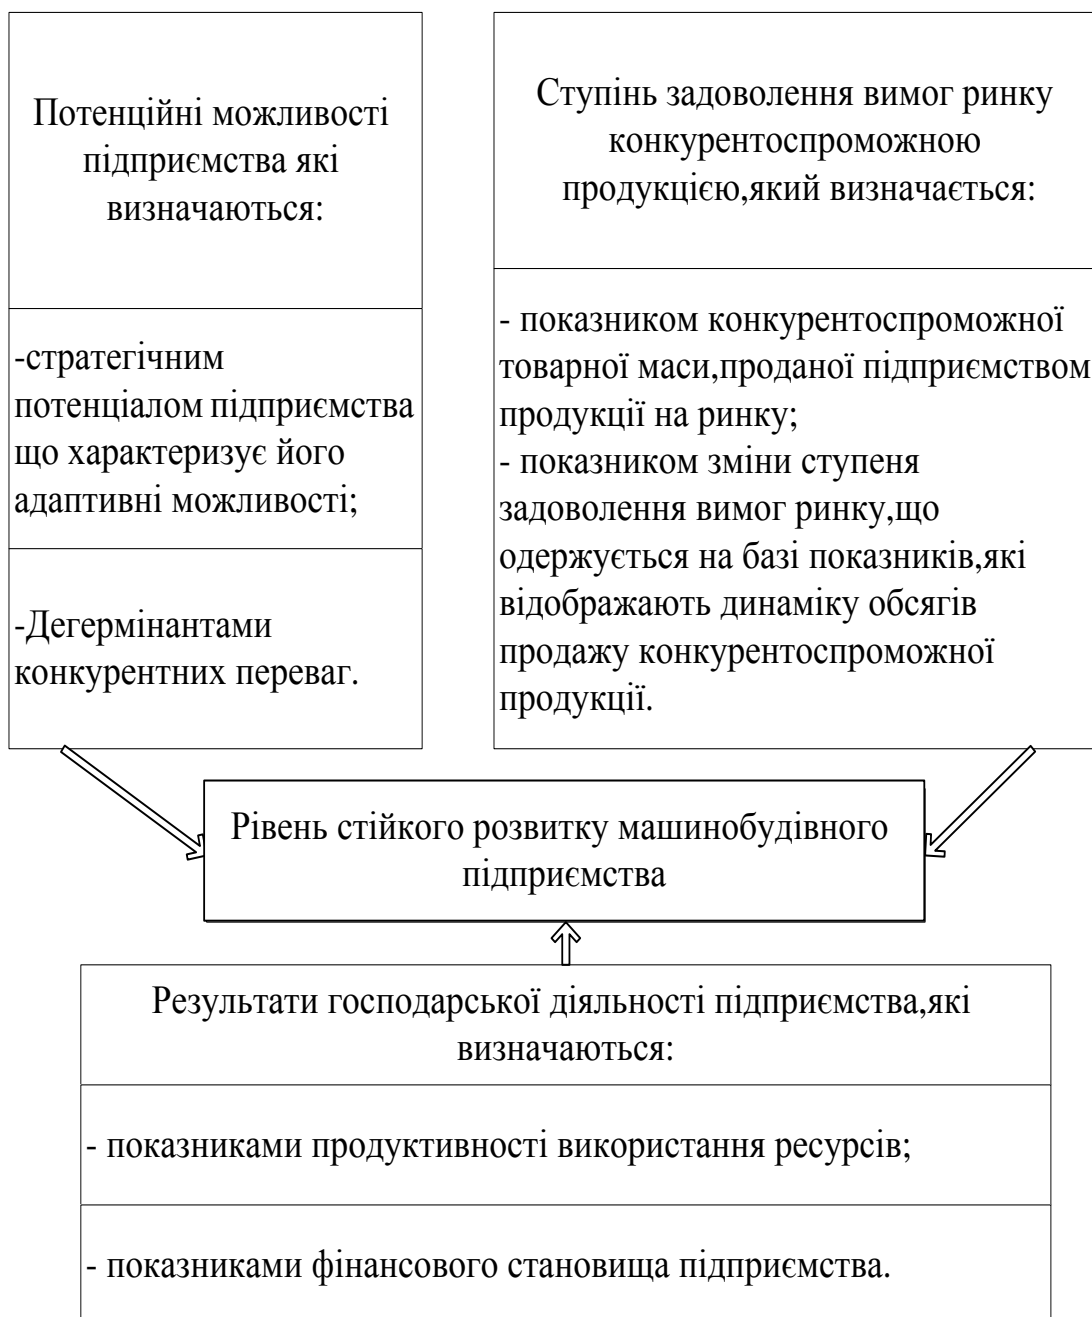 Потенційні можливості
підприємства які
визначаються:
-стратегічним
потенціалом підприємства
що характеризує його
адаптивні можливості;
-Дегермінантами
конкурентних переваг.
Ступінь задоволення вимог ринку
конкурентоспроможною
продукцією,який визначається:
- показником конкурентоспроможної
товарної маси,проданої підприємством
продукції на ринку;
- показником зміни ступеня
задоволення вимог ринку,що
одержується на базі показників,які
відображають динаміку обсягів
продажу конкурентоспроможної
продукції.
Рівень стійкого розвитку машинобудівного
підприємства
Результати господарської діяльності підприємства,які
визначаються:
- показниками продуктивності використання ресурсів;
- показниками фінансового становища підприємства.